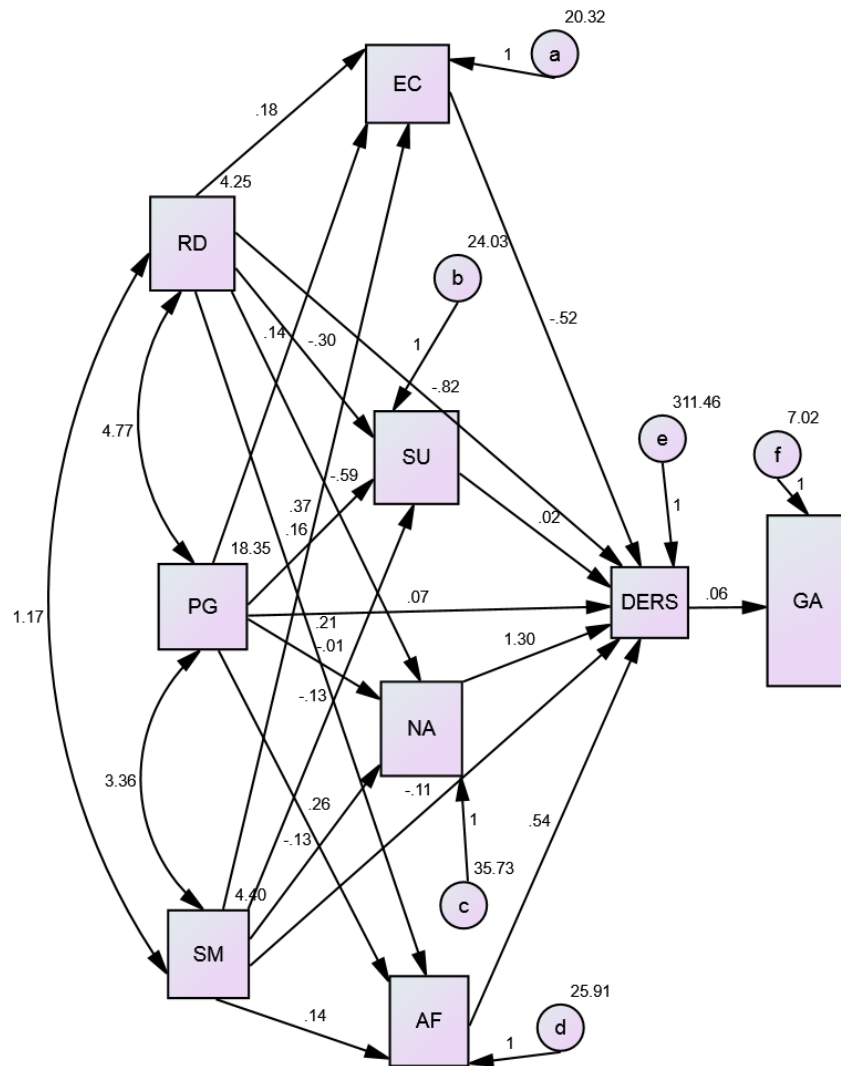 20.32
a
1
EC
.18
4.25
RD
24.03
b
.14
-.30
1
-.52
-.82
4.77
SU
311.46
e
7.02
f
1
-.59
.37
.16
.02
1
18.35
PG
.07
DERS
.06
GA
1.17
.21
-.01
1.30
-.13
NA
3.36
-.11
.26
-.13
1
.54
35.73
c
4.40
SM
25.91
AF
d
.14
1